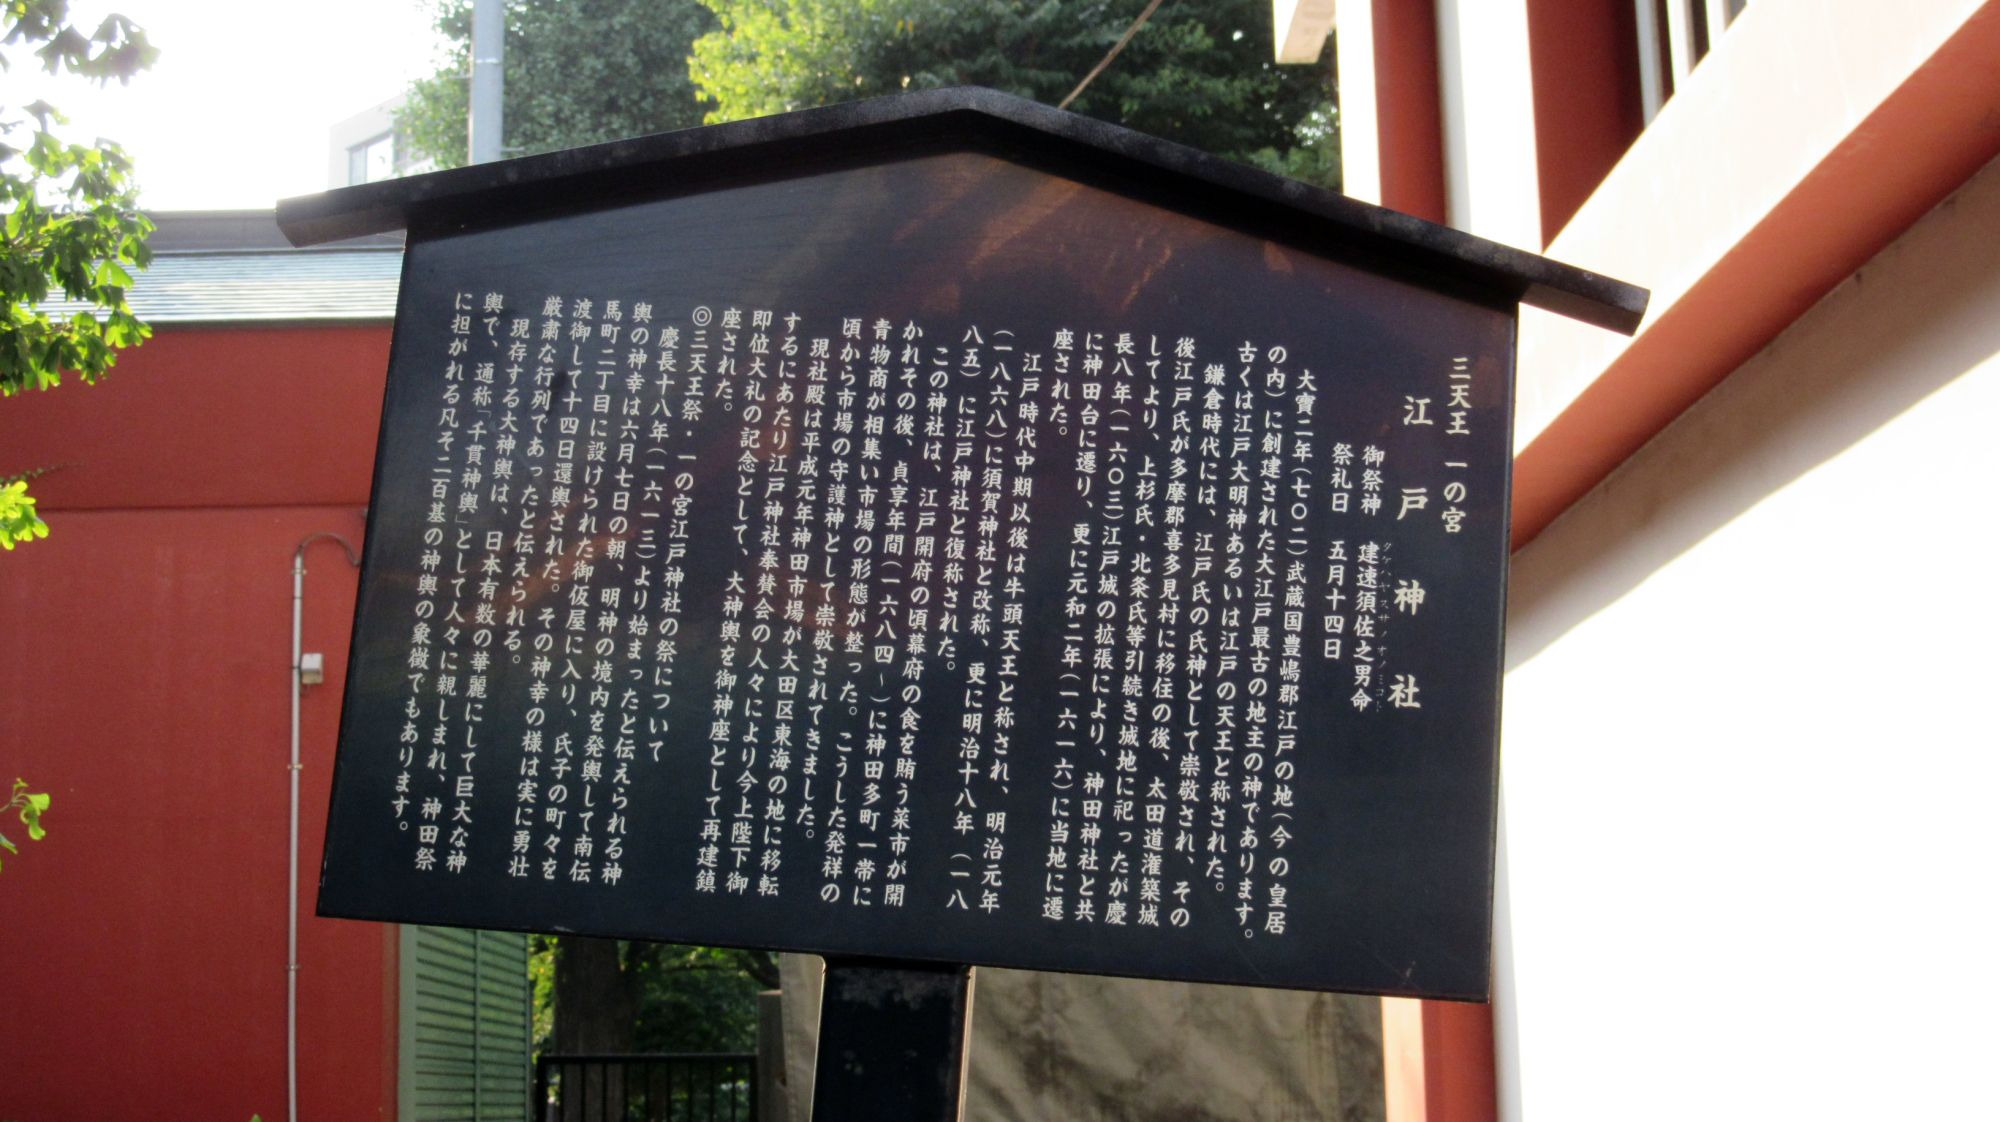 三天王 一の宮
江戸神社
御祭神 建速須佐之男命
タケハヤスサノオノミコト
祭礼日 五月十四日
大寶二年(七〇二)武蔵国豊嶋郡江戸の地(今の皇居
の内)に創建された大江戸最古の地主の神であります。
古くは江戸大明神あるいは江戸の天王と称された。
鎌倉時代には、江戸氏の氏神として崇敬され、その
後江戸氏が多摩郡喜多見村に移住の後、太田道潅築城
してより、上杉氏・北条氏等引続き城地に祀ったが慶
長八年(一六〇三)江戸城の拡張により、神田神社と共
に神田台に遷り、更に元和二年(一六一六)に当地に遷
座された。
江戸時代中期以後は牛頭天王と称され、明治元年
(一八六八)に須賀神社と改称、更に明治十八年(一八
八五)に江戸神社と復称された。
この神社は、江戸開府の頃幕府の食を賄う菜市が開
かれその後、貞享年間(一六八四~)に神田多町一帯に
青物商が相集い市場の形態が整った。こうした発祥の
頃から市場の守護神として崇敬されてきました。
現社殿は平成元年神田市場が大田区東海の地に移転
するにあたり江戸神社奉賛会の人々により今上陛下御
即位大礼の記念として、大神輿を御神座として再建鎮
座された。
◎三天王祭・一の宮江戸神社の祭について
慶長十八年(一六一三)より始まったと伝えられる神
輿の神幸は六月七日の朝、明神の境内を発輿して南伝
馬町二丁目に設けられた御仮屋に入り、氏子の町々を
渡御して十四日還輿された。その神幸の様は実に勇壮
厳粛な行列であったと伝えられる。
現存する大神輿は、日本有数の華麗にして巨大な神
輿で、通称「千貫神輿」として人々に親しまれ、神田祭
に担がれる凡そ二百基の神輿の象徴でもあります。